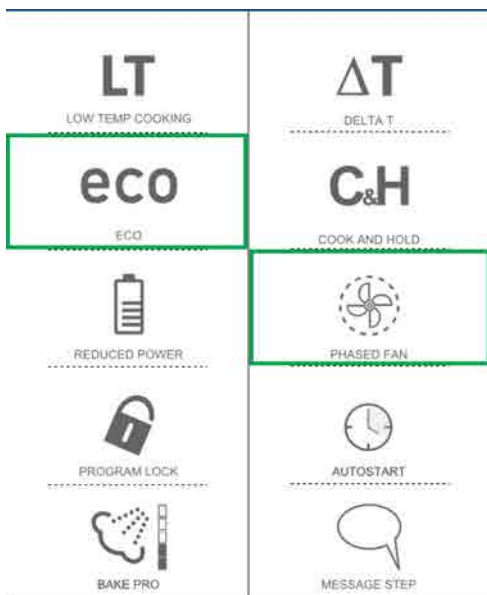 LT
ΔT
LOW TEMP COOKING
DELTA T
eco
C&H
ECO
COOK AND HOLD
REDUCED POWER
PHASED FAN
PROGRAM LOCK
AUTOSTART
BAKE PRO
MESSAGE STEP